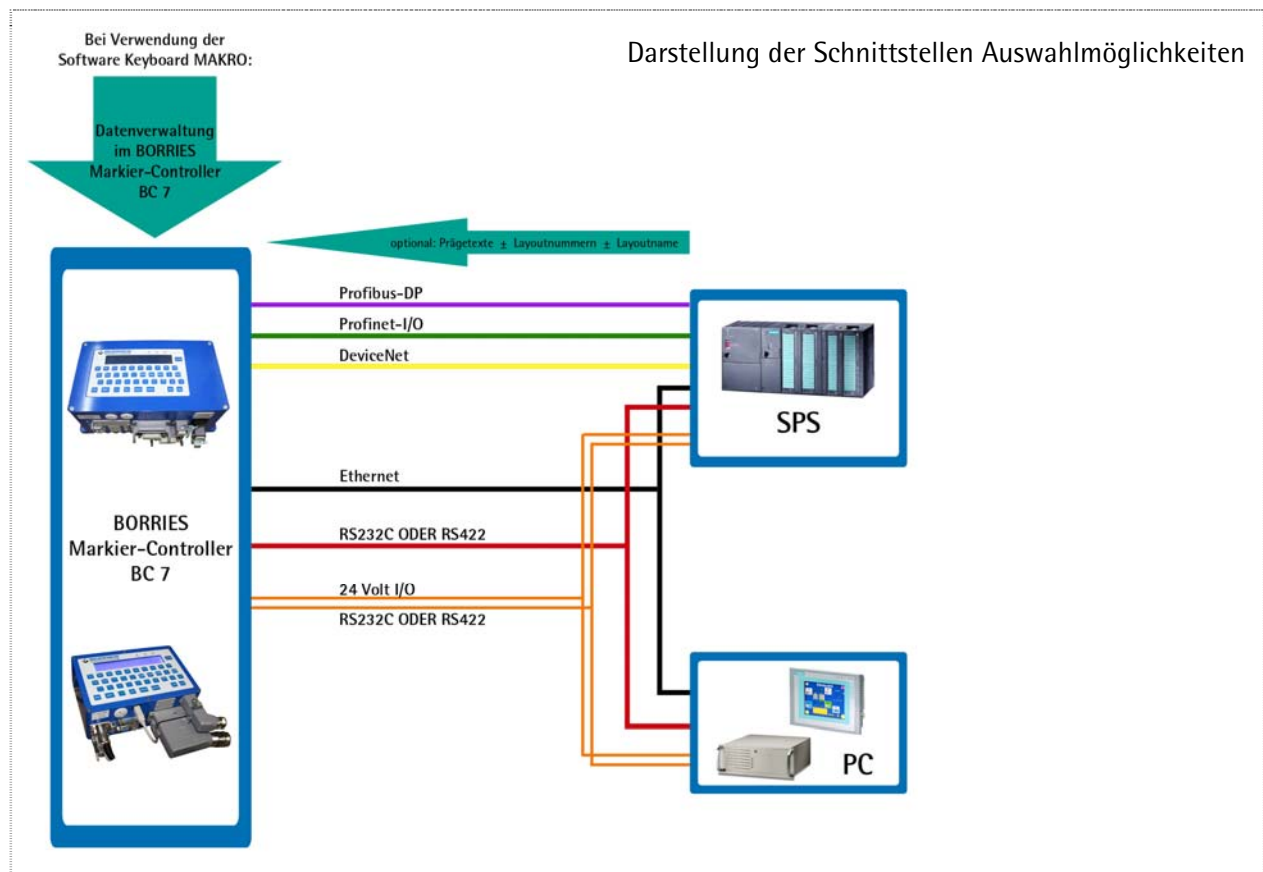 Bei Verwendung der
Software Keyboard MAKRO:
Darstellung der Schnittstellen Auswahlmöglichkeiten
Datenverwaltung
im BORRIES
Markier-Controller
BC 7
optional: Prägetexte ± Layoutnummern ± Layoutname
Profibus-DP
Profinet-I/O
DeviceNet
SPS
Ethernet
BORRIES
Markier-Controller
BC 7
RS232C ODER RS422
24 Volt I/O
RS232C ODER RS422
PC